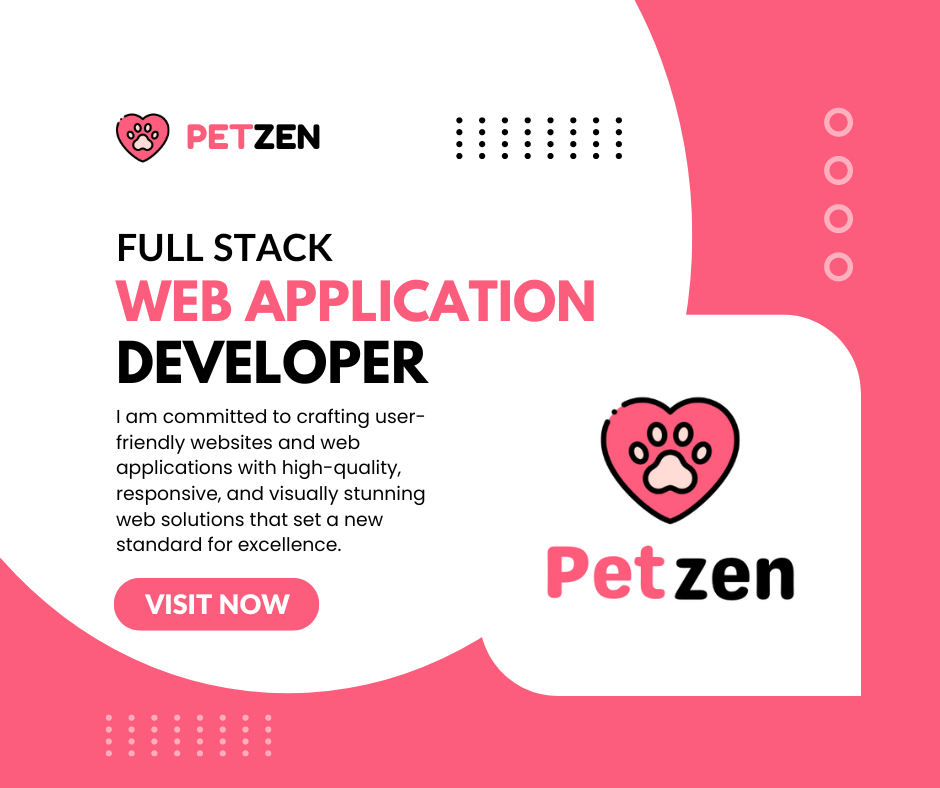 PETZEN
FULL STACK
WEB APPLICATION
DEVELOPER
I am committed to crafting user-
friendly websites and web
applications with high-quality,
responsive, and visually stunning
web solutions that set a new
standard for excellence.
VISIT NOW
Petzen